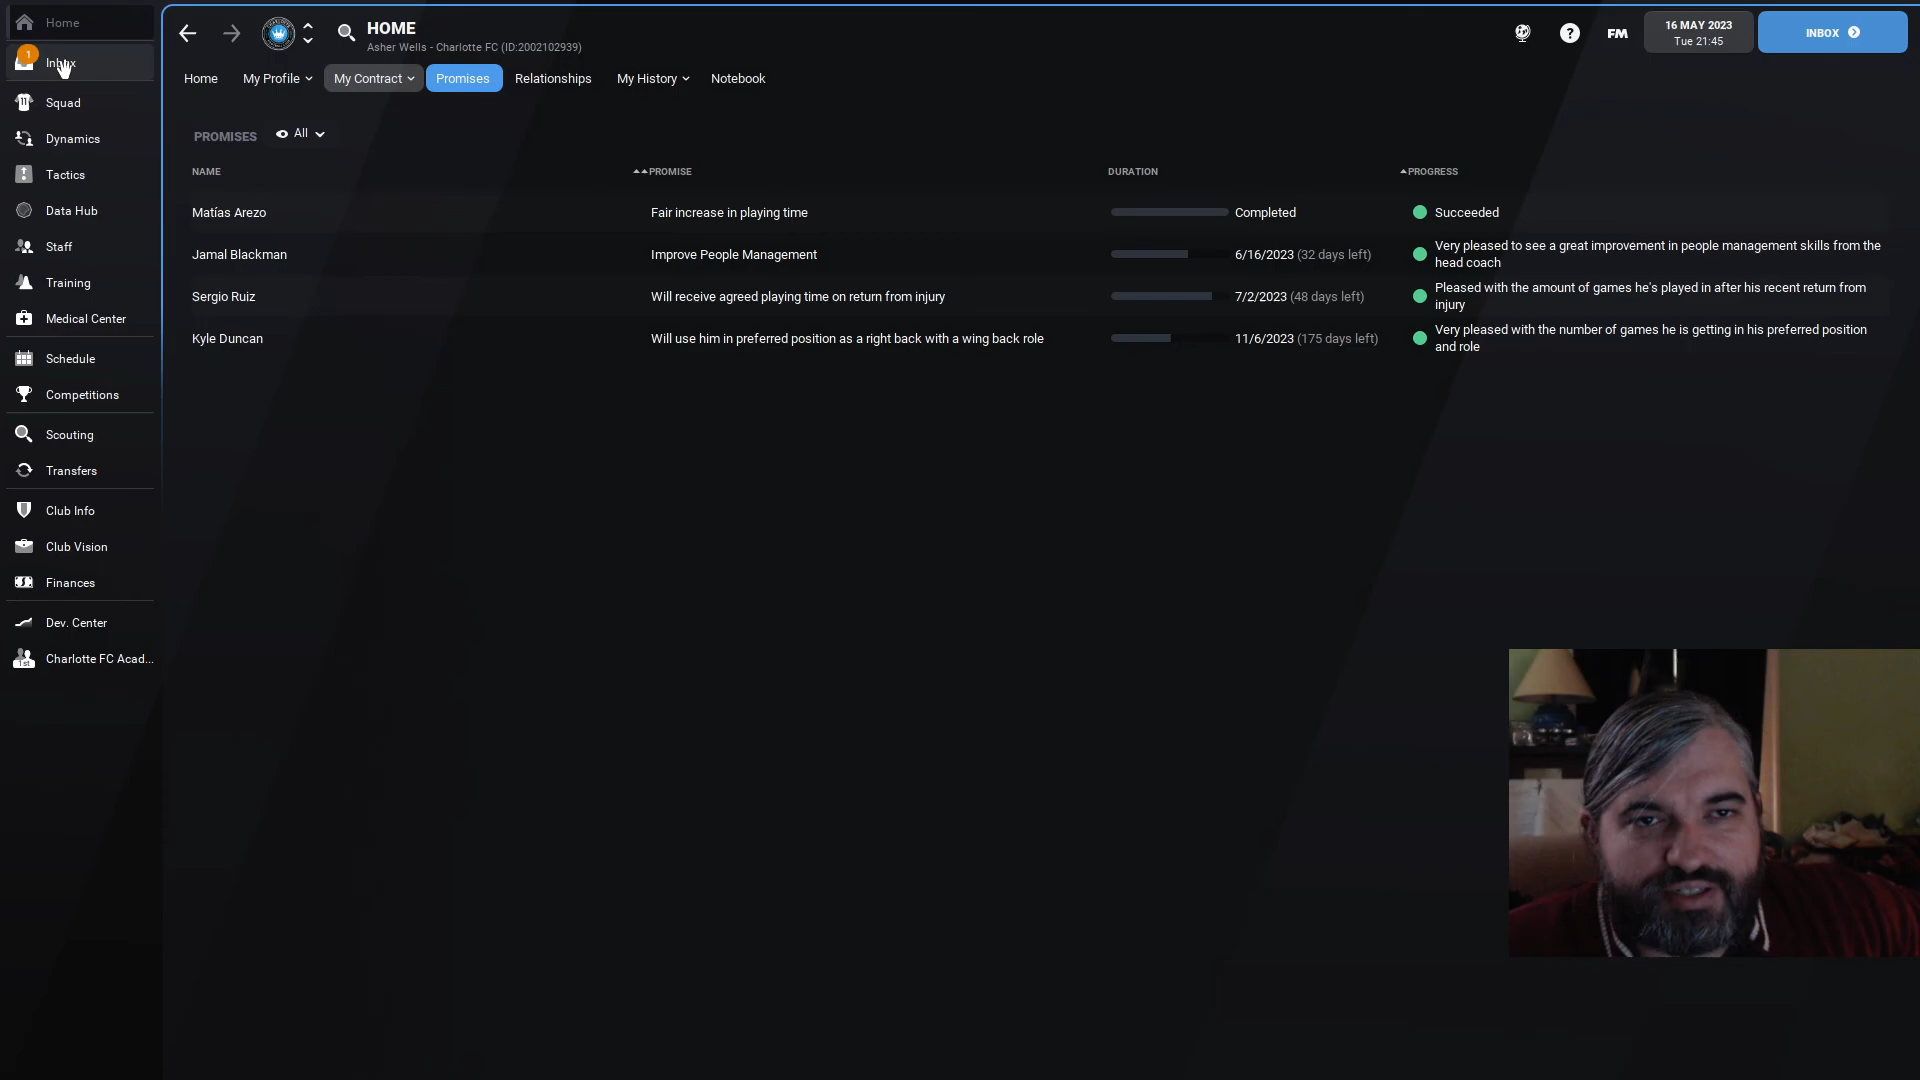 Home
1
Inbox
Squad
Dynamics
Tactics
Data Hub
Staff
Training
Medical Center
Schedule
Competitions
Scouting
Transfers
Club Info
Club Vision
Finances
Dev. Center
1st
Charlotte FC Acad...
HOME
Asher Wells - Charlotte FC (ID:2002102939)
FM
16 MAY 2023
Tue 21:45
INBOX
Home My Profile My Contract Promises Relationships My History Notebook
PROMISES All
NAME PROMISE DURATION PROGRESS
Matías Arezo Fair increase in playing time Completed Succeeded
Jamal Blackman Improve People Management 6/16/2023 (32 days left) Very pleased to see a great improvement in people management skills from the
head coach
Sergio Ruiz Will receive agreed playing time on return from injury 7/2/2023 (48 days left) Pleased with the amount of games he's played in after his recent return from
injury
Kyle Duncan Will use him in preferred position as a right back with a wing back role 11/6/2023 (175 days left) Very pleased with the number of games he is getting in his preferred position
and role